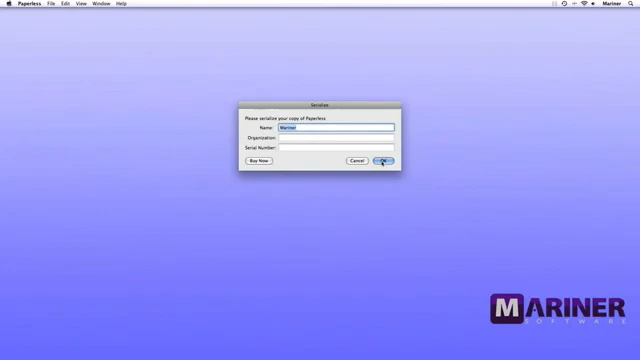 Paperless File Edit View Window Help Mariner
Serialize
Please serialize your copy of Paperless
Name: Mariner
Organization:
Serial Number:
Buy Now Cancel OK
MARINER
SOFTWARE